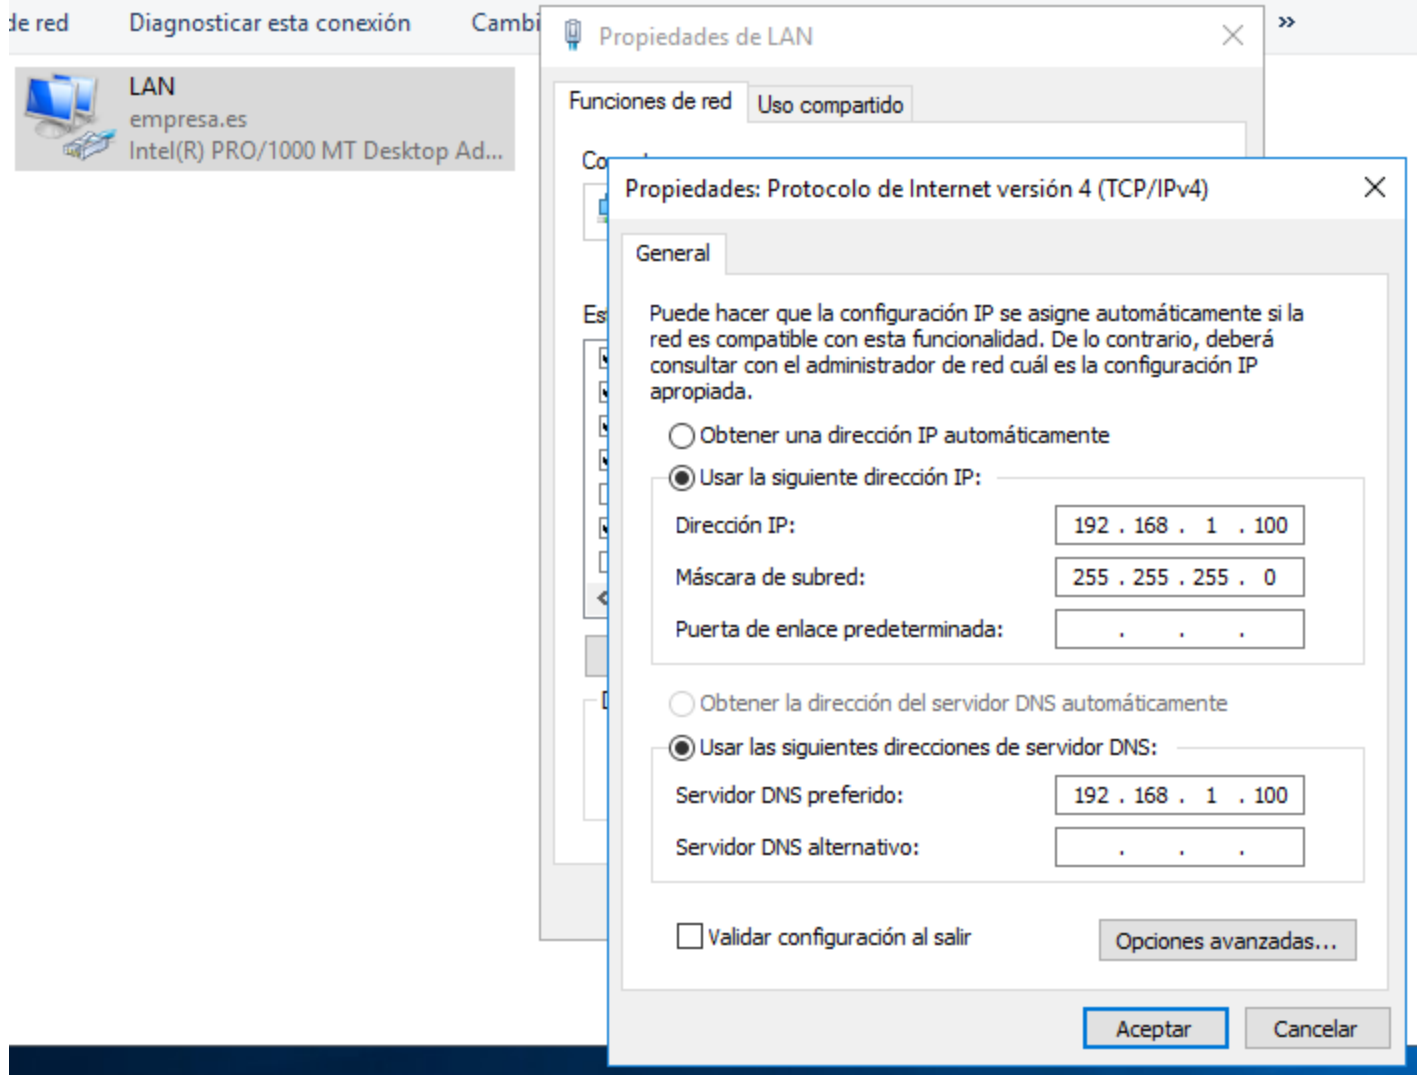 de red Diagnosticar esta conexión »
LAN
empresa.es
Intel(R) PRO/1000 MT Desktop Ad...
Propiedades de LAN
Funciones de red Uso compartido
Propiedades: Protocolo de Internet versión 4 (TCP/IPv4)
General
Puede hacer que la configuración IP se asigne automáticamente si la
red es compatible con esta funcionalidad. De lo contrario, deberá
consultar con el administrador de red cuál es la configuración IP
apropiada.
Obtener una dirección IP automáticamente
Usar la siguiente dirección IP:
Dirección IP: 192 . 168 . 1 . 100
Máscara de subred: 255 . 255 . 255 . 0
Puerta de enlace predeterminada: . . .
Obtener la dirección del servidor DNS automáticamente
Usar las siguientes direcciones de servidor DNS:
Servidor DNS preferido: 192 . 168 . 1 . 100
Servidor DNS alternativo: . . .
Validar configuración al salir Opciones avanzadas...
Aceptar Cancelar